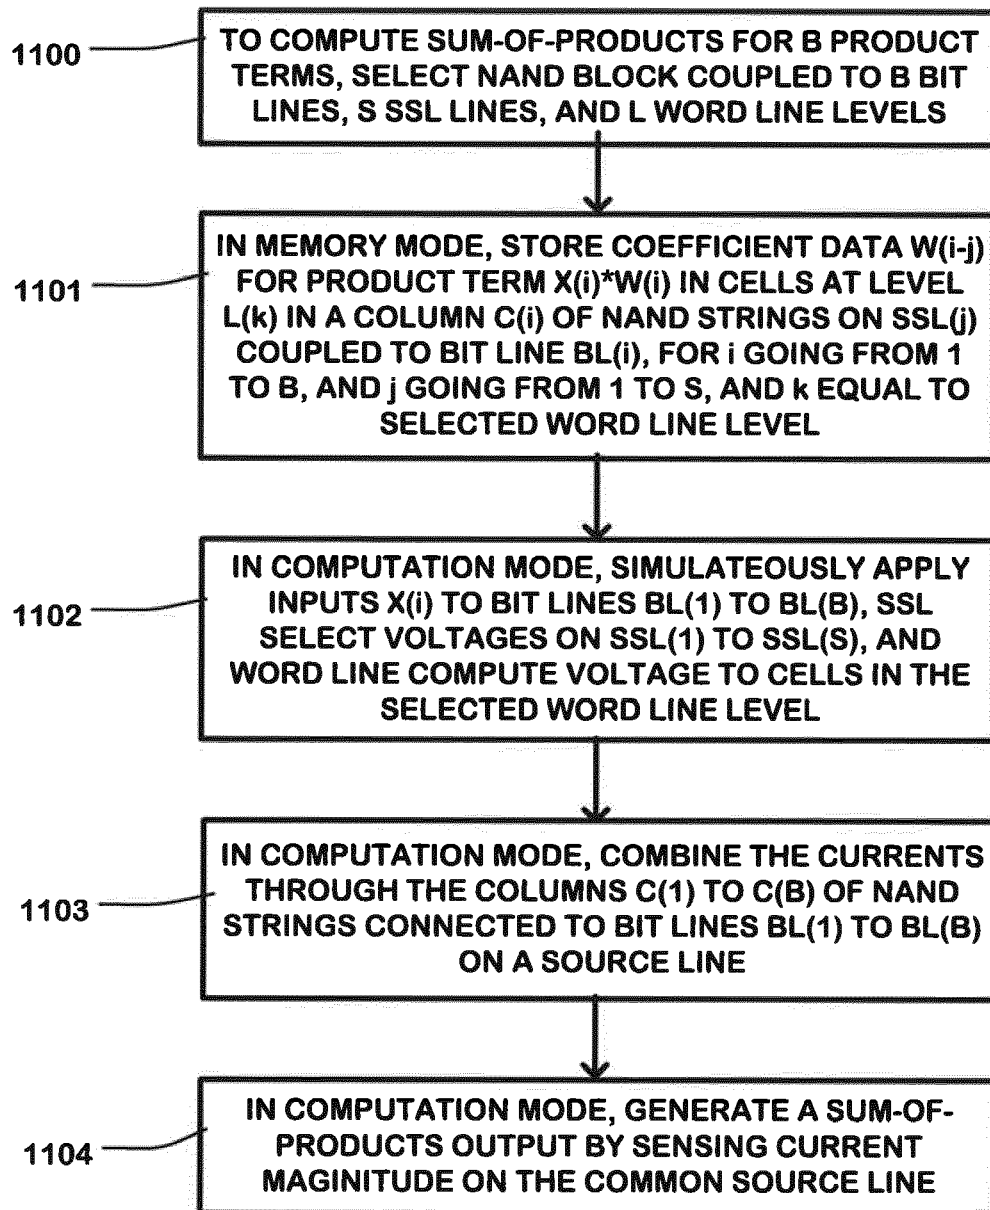 1100
TO COMPUTE SUM-OF-PRODUCTS FOR B PRODUCT
TERMS, SELECT NAND BLOCK COUPLED TO B BIT
LINES, S SSL LINES, AND L WORD LINE LEVELS
1101
IN MEMORY MODE, STORE COEFFICIENT DATA W(i-j)
FOR PRODUCT TERM X(i)*W(i) IN CELLS AT LEVEL
L(k) IN A COLUMN C(i) OF NAND STRINGS ON SSL(j)
COUPLED TO BIT LINE BL(i), FOR i GOING FROM 1
TO B, AND j GOING FROM 1 TO S, AND k EQUAL TO
SELECTED WORD LINE LEVEL
1102
IN COMPUTATION MODE, SIMULATEOUSLY APPLY
INPUTS X(i) TO BIT LINES BL(1) TO BL(B), SSL
SELECT VOLTAGES ON SSL(1) TO SSL(S), AND
WORD LINE COMPUTE VOLTAGE TO CELLS IN THE
SELECTED WORD LINE LEVEL
1103
IN COMPUTATION MODE, COMBINE THE CURRENTS
THROUGH THE COLUMNS C(1) TO C(B) OF NAND
STRINGS CONNECTED TO BIT LINES BL(1) TO BL(B)
ON A SOURCE LINE
1104
IN COMPUTATION MODE, GENERATE A SUM-OF-
PRODUCTS OUTPUT BY SENSING CURRENT
MAGINITUDE ON THE COMMON SOURCE LINE